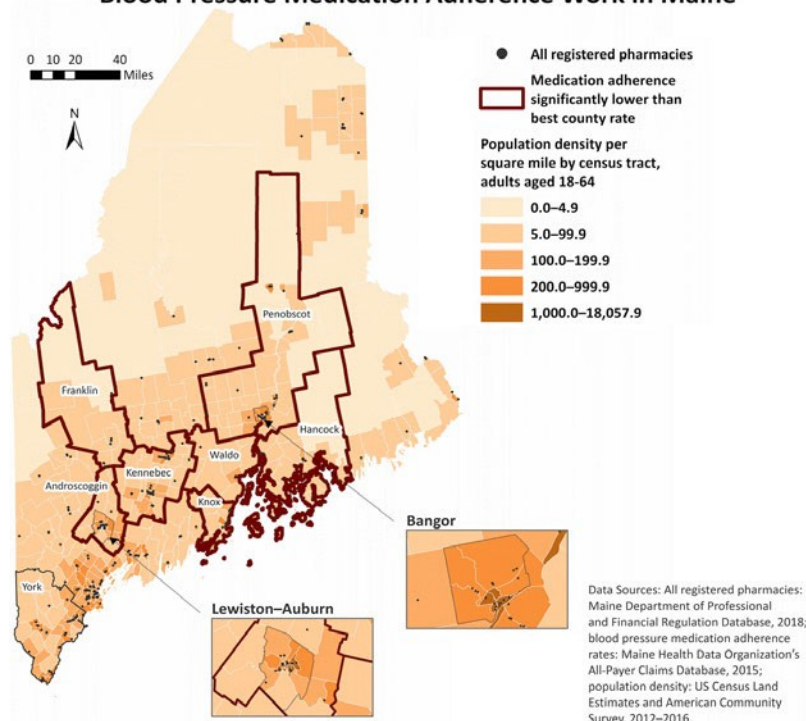 Blood Pressure Medication Adherence Work in Maine
0 10 20 40
Miles
N
All registered pharmacies
Medication adherence
significantly lower than
best county rate
Population density per
square mile by census tract,
adults aged 18-64
0.0–4.9
5.0–99.9
100.0–199.9
200.0–999.9
1,000.0–18,057.9
Penobscot
Franklin
Hancock
Waldo
Kennebec
Androscoggin
Knox
York
Bangor
Lewiston–Auburn
Data Sources: All registered pharmacies:
Maine Department of Professional
and Financial Regulation Database, 2018;
blood pressure medication adherence
rates: Maine Health Data Organization’s
All-Payer Claims Database, 2015;
population density: US Census Land
Estimates and American Community
Survey, 2012–2016